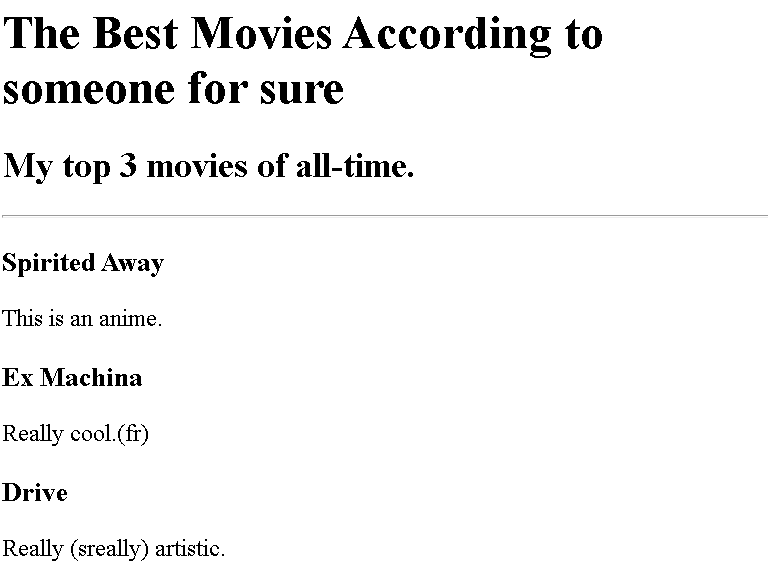 The Best Movies According to
someone for sure
My top 3 movies of all-time.
Spirited Away
This is an anime.
Ex Machina
Really cool.(fr)
Drive
Really (sreally) artistic.